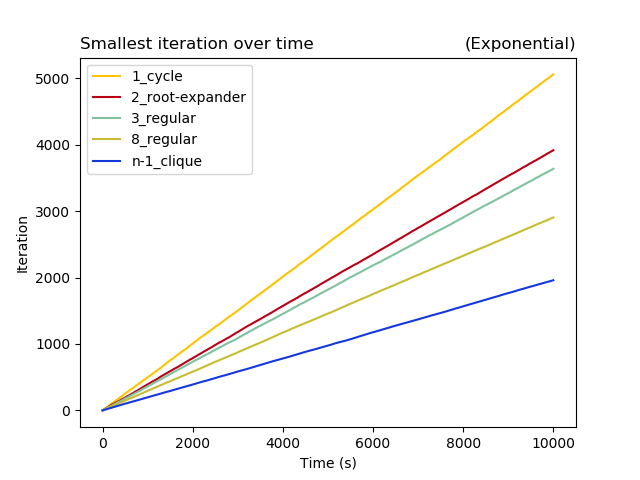 Smallest iteration over time (Exponential)
1_cycle
2_root-expander
3_regular
8_regular
n-1_clique
5000
4000
3000
2000
1000
0
Iteration
0 2000 4000 6000 8000 10000
Time (s)